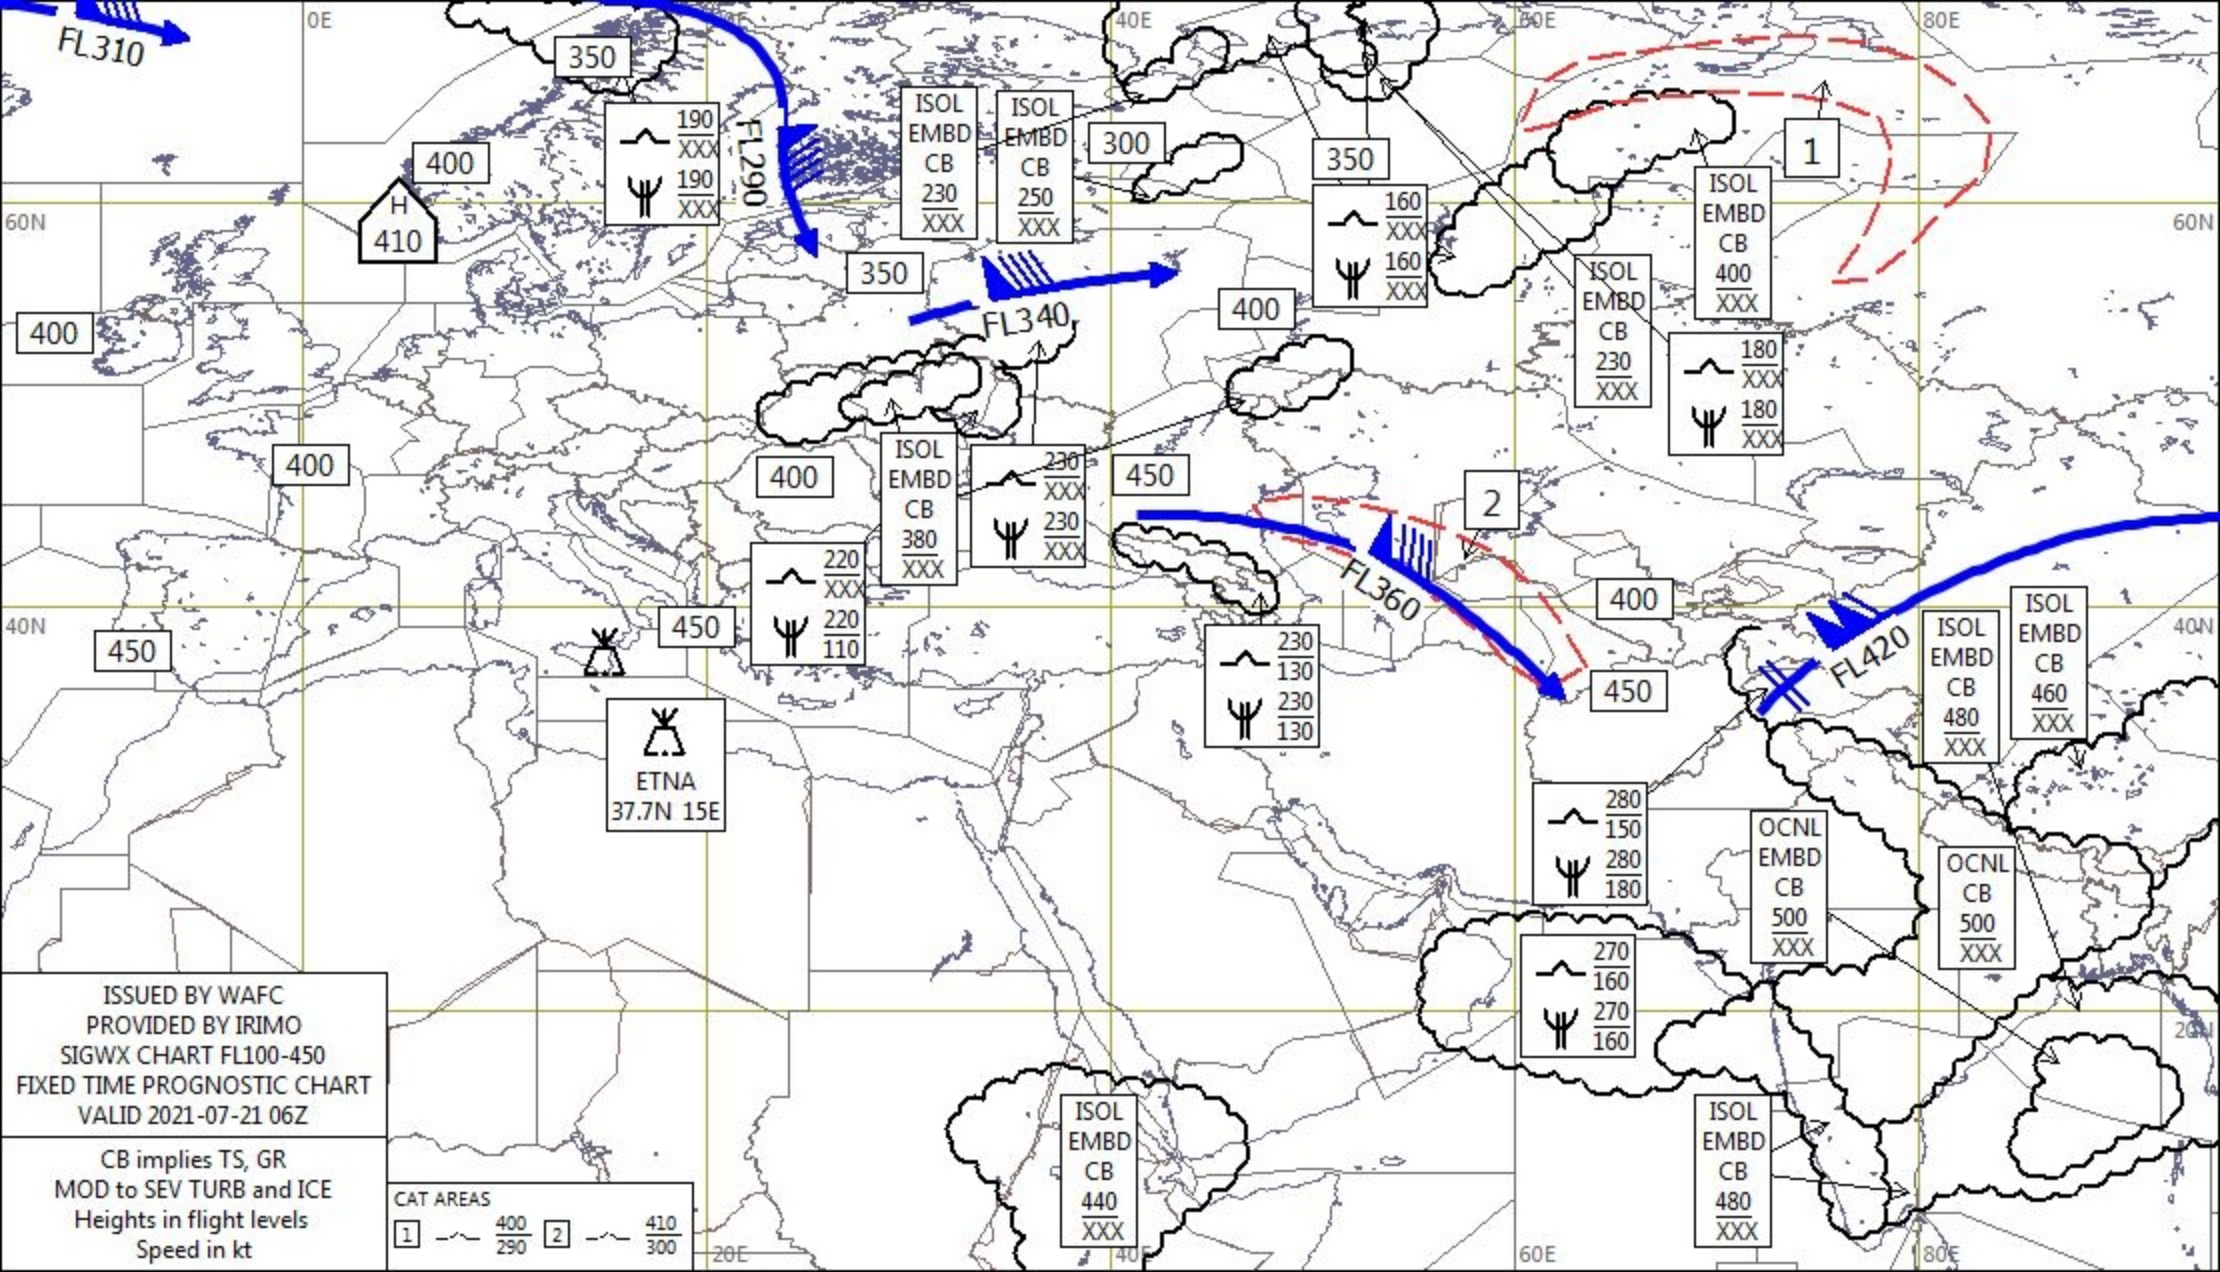 FL310
0E
20E
40E
60E
80E
350
190
XXX
190
XXX
FL290
ISOL
EMBD
CB
230
XXX
ISOL
EMBD
CB
250
XXX
300
350
1
400
H
410
160
XXX
160
XXX
ISOL
EMBD
CB
400
XXX
60N
60N
350
ISOL
EMBD
CB
230
XXX
400
FL340
400
180
XXX
180
XXX
400
400
ISOL
EMBD
CB
380
XXX
230
XXX
230
XXX
450
2
220
XXX
220
110
FL360
400
40N
40N
450
450
230
130
230
130
450
FL420
ISOL
EMBD
CB
480
XXX
ISOL
EMBD
CB
460
XXX
ETNA
37.7N 15E
280
150
280
180
OCNL
EMBD
CB
500
XXX
OCNL
CB
500
XXX
270
160
270
160
20N
ISSUED BY WAFC
PROVIDED BY IRIMO
SIGWX CHART FL100-450
FIXED TIME PROGNOSTIC CHART
VALID 2021-07-21 06Z
CB implies TS, GR
MOD to SEV TURB and ICE
Heights in flight levels
Speed in kt
CAT AREAS
1 400
290
2 410
300
ISOL
EMBD
CB
440
XXX
ISOL
EMBD
CB
480
XXX
20E
40E
60E
80E